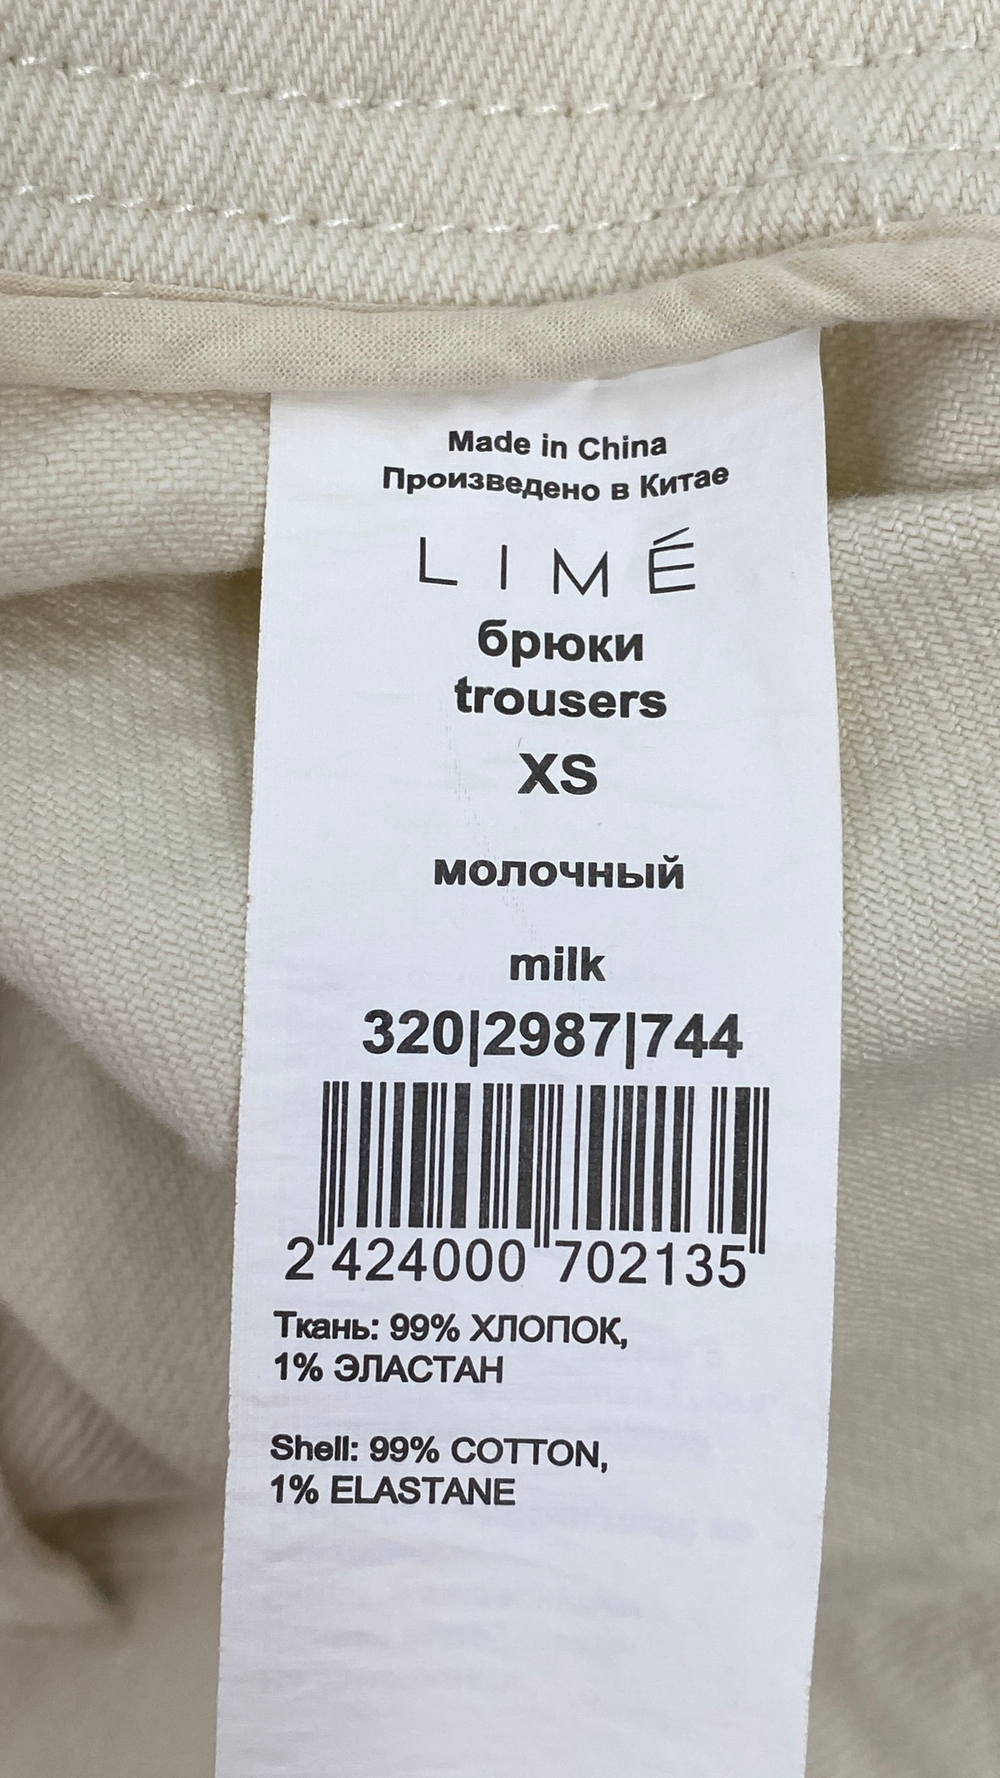 Made in China
Произведено в Китае
LIMÉ
брюки
trousers
XS
молочный
milk
320|2987|744
2 424000 702135
Ткань: 99% ХЛОПОК,
1% ЭЛАСТАН
Shell: 99% COTTON,
1% ELASTANE